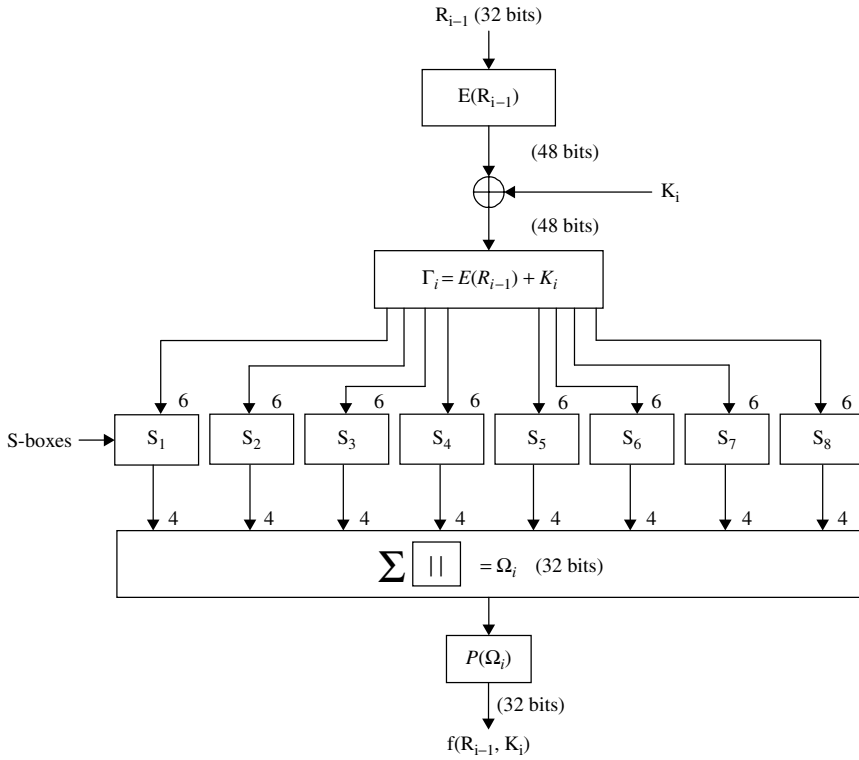 R_{i−1} (32 bits)
E(R_{i−1})
(48 bits)
K_i
(48 bits)
Γ_i = E(R_{i−1}) + K_i
6 6 6 6 6 6 6 6
S-boxes S_1 S_2 S_3 S_4 S_5 S_6 S_7 S_8
4 4 4 4 4 4 4 4
Σ || = Ω_i (32 bits)
P(Ω_i)
(32 bits)
f(R_{i−1}, K_i)